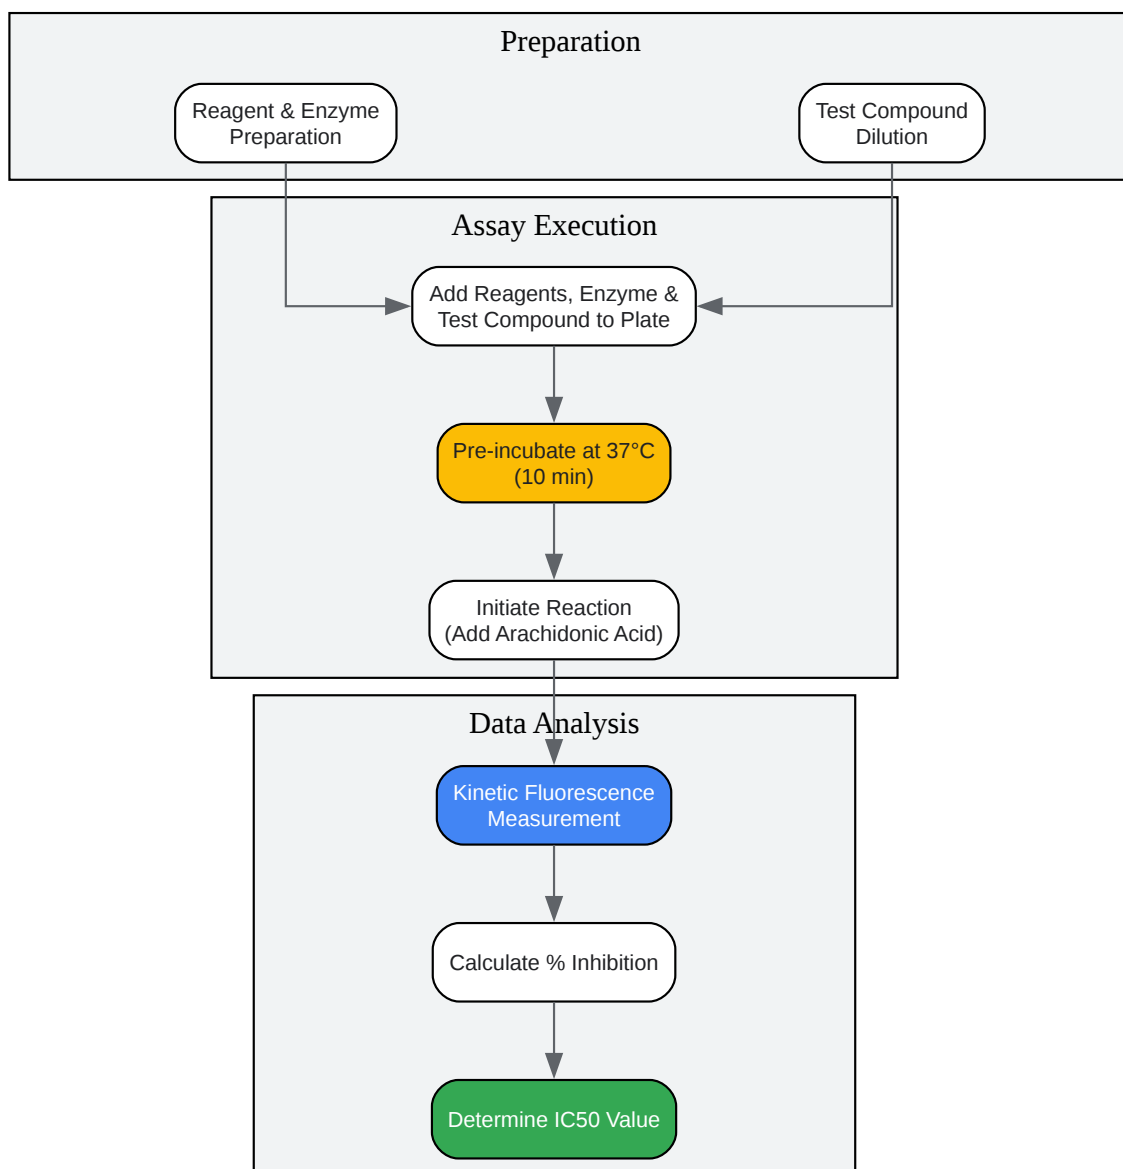 Preparation
Reagent & Enzyme
Preparation
Test Compound
Dilution
Assay Execution
Add Reagents, Enzyme &
Test Compound to Plate
Pre-incubate at 37°C
(10 min)
Initiate Reaction
(Add Arachidonic Acid)
Data Analysis
Kinetic Fluorescence
Measurement
Calculate % Inhibition
Determine IC50 Value